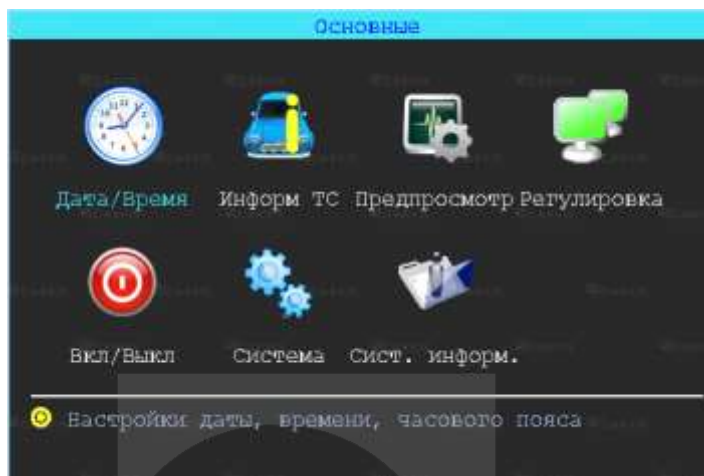 Основные
Дата/Время Информ ТС Предпросмотр Регулировка
Вкл/Выкл Система Сист. информ.
Настройки даты, времени, часового пояса